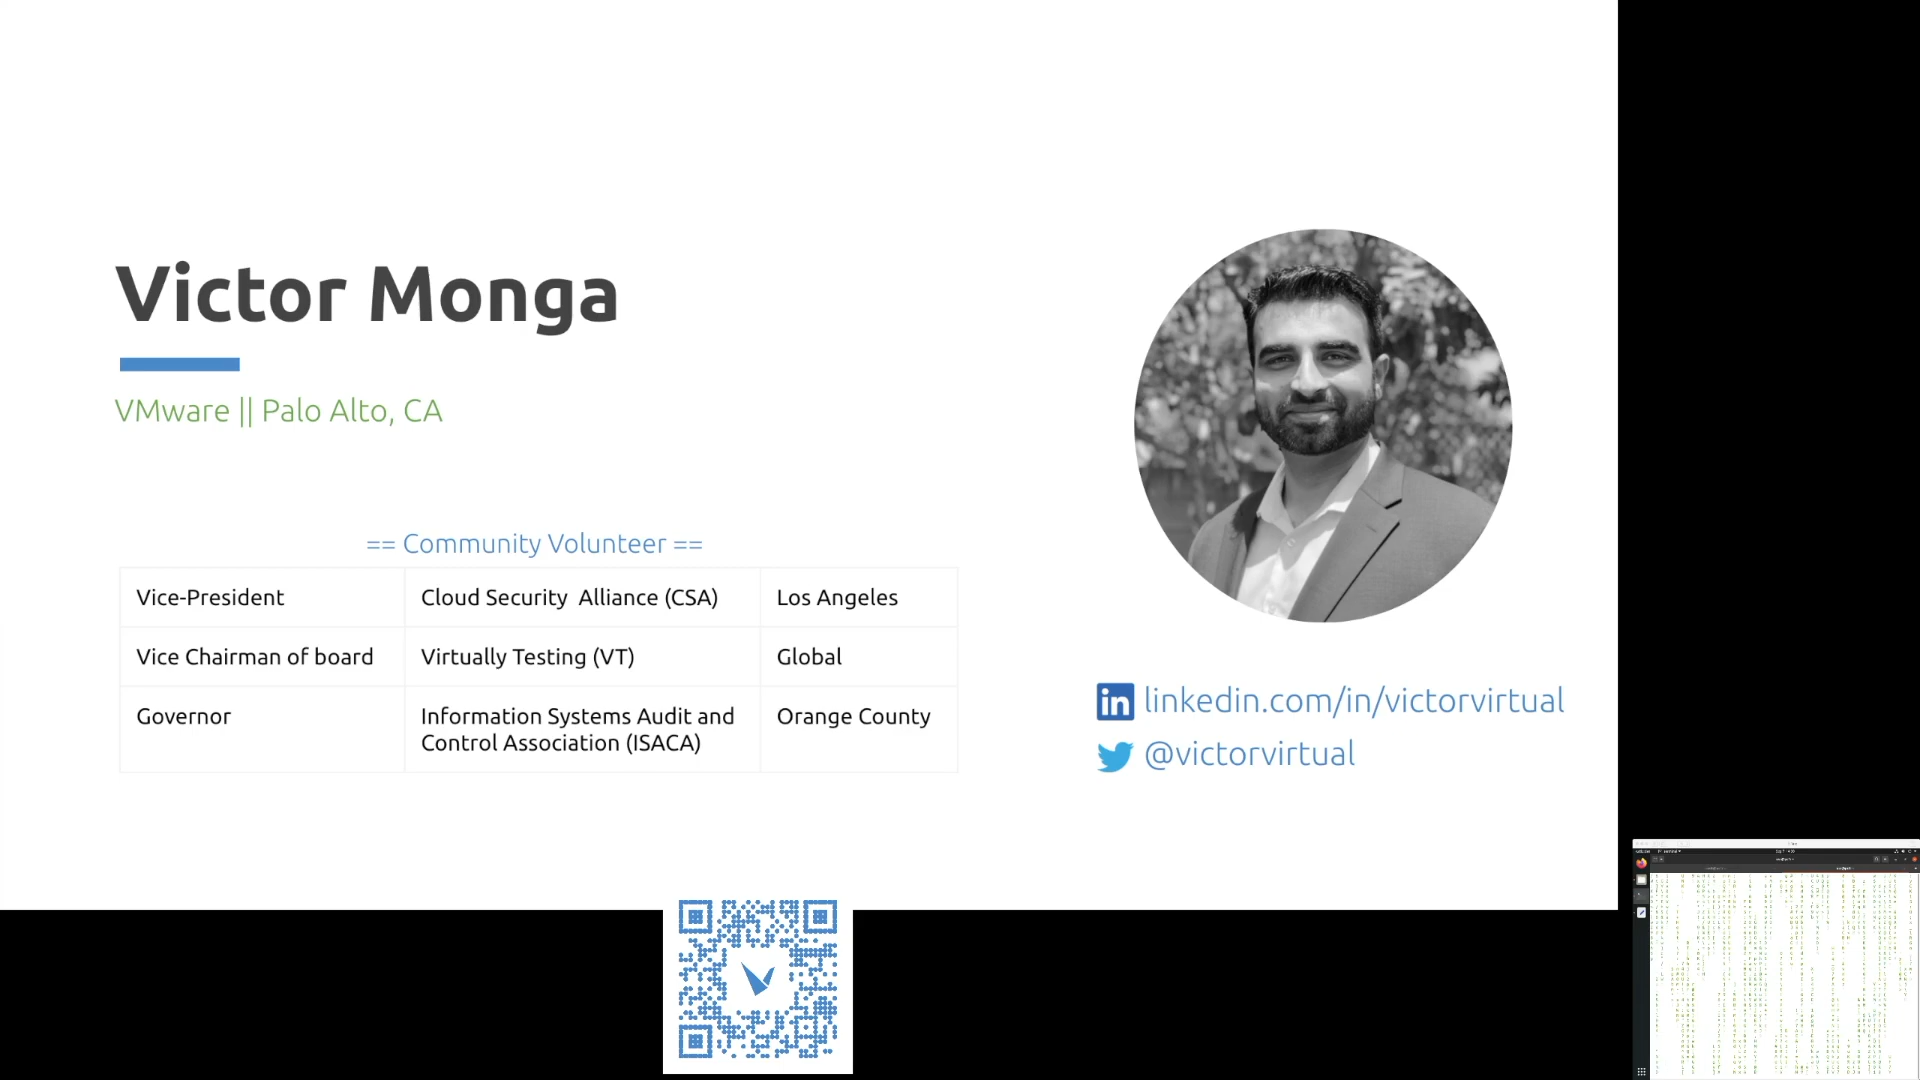 Victor Monga
VMware || Palo Alto, CA
== Community Volunteer ==
Vice-President
Cloud Security Alliance (CSA)
Los Angeles
Vice Chairman of board
Virtually Testing (VT)
Global
Governor
Information Systems Audit and
Control Association (ISACA)
Orange County
in linkedin.com/in/victorvirtual
@victorvirtual